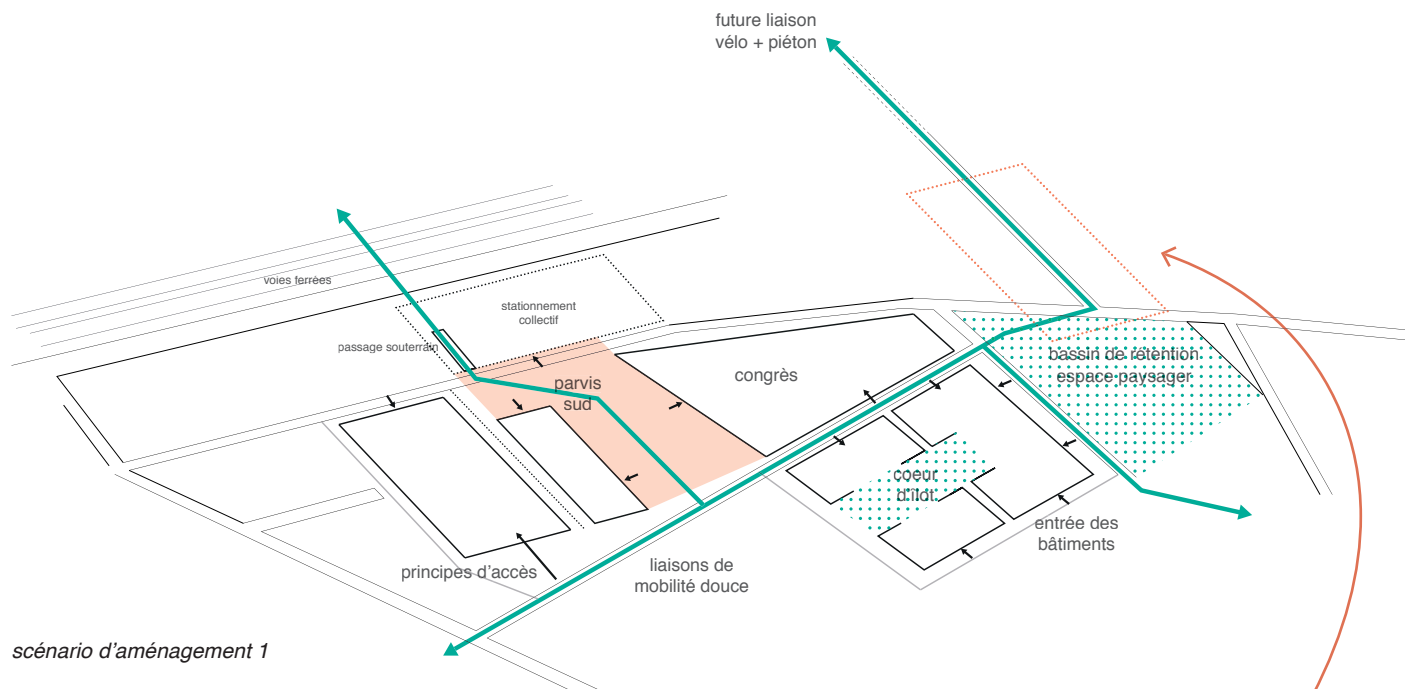 future liaison
vélo + piéton
voies ferrées
stationnement
collectif
passage souterrain
parvis
sud
congrès
bassin de rétention
espace paysager
coeur
d'îlot
entrée des
bâtiments
principes d'accès
liaisons de
mobilité douce
scénario d'aménagement 1